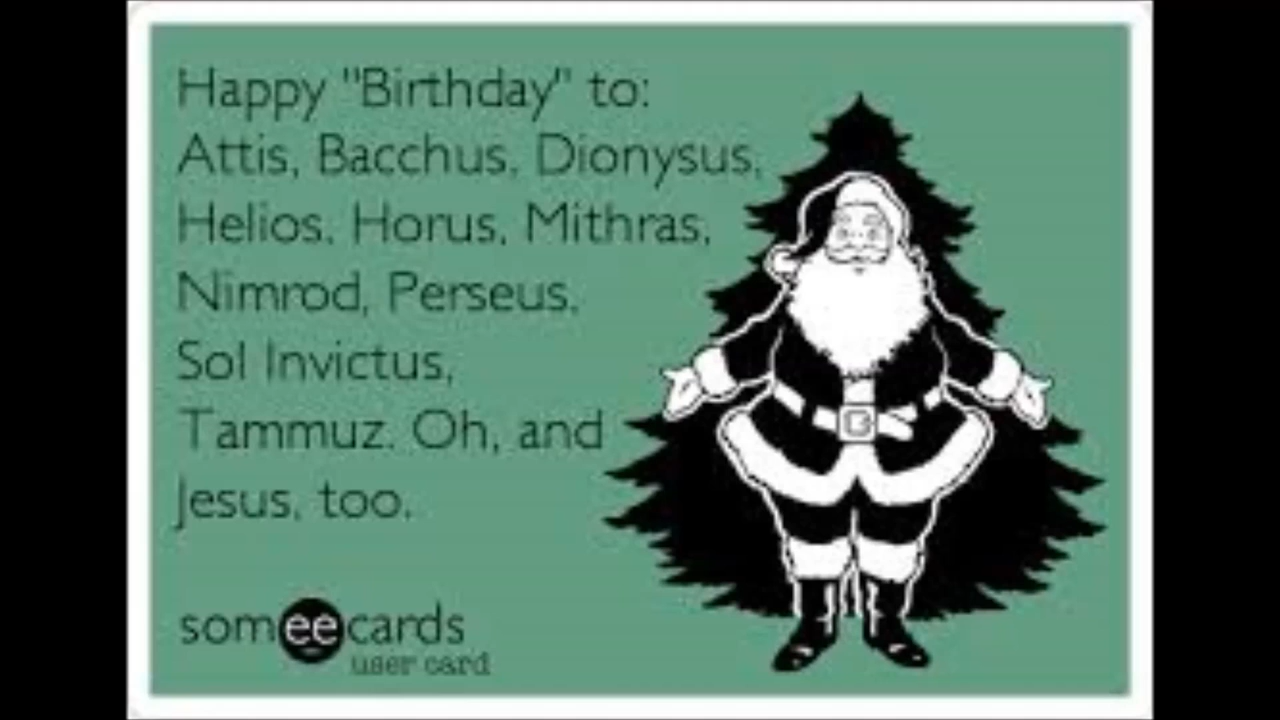 Happy "Birthday" to:
Attis, Bacchus, Dionysus,
Helios, Horus, Mithras,
Nimrod, Perseus,
Sol Invictus,
Tammuz. Oh, and
Jesus, too.
someecards
user card